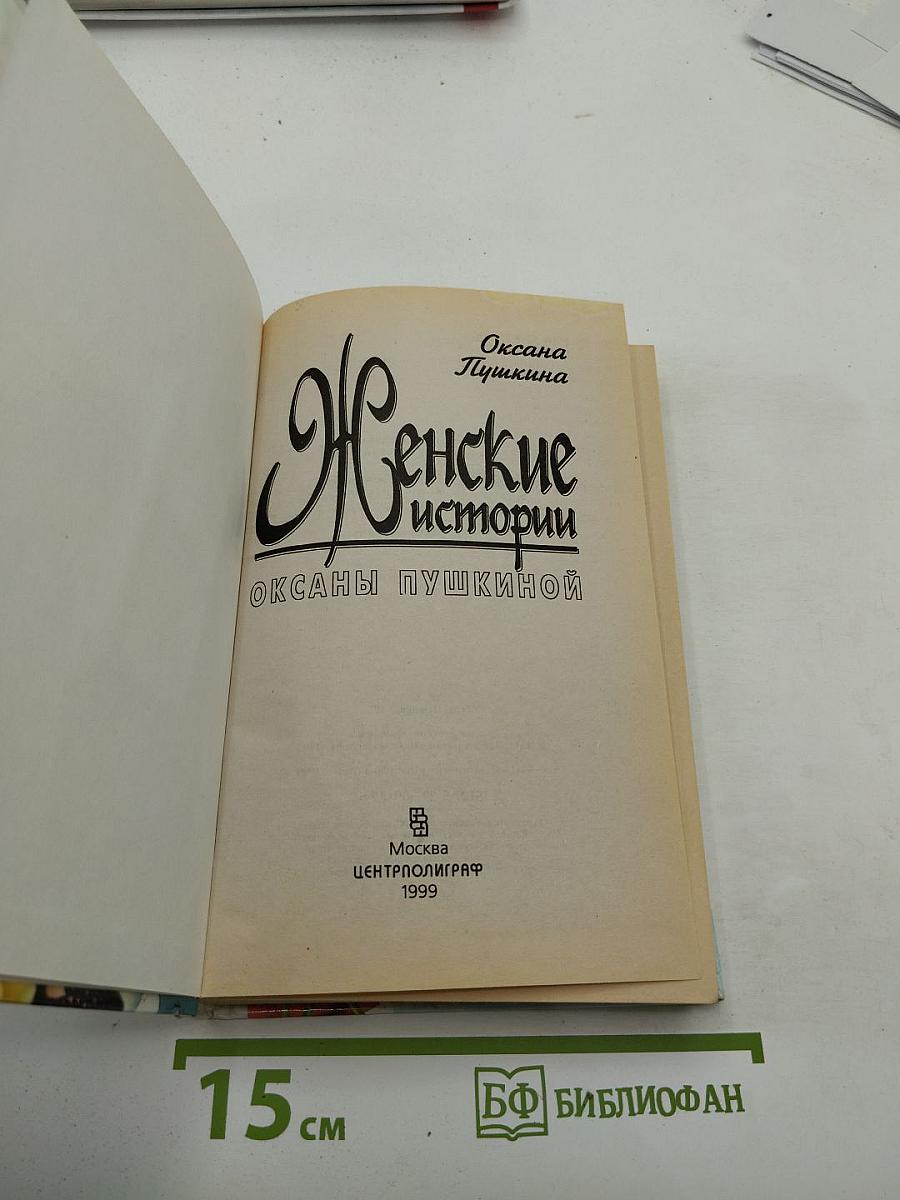 Оксана
Пушкина
Женские
истории
ОКСАНЫ ПУШКИНОЙ
Москва
ЦЕНТРПОЛИГРАФ
1999
15 см
БФ БИБЛИОФАН